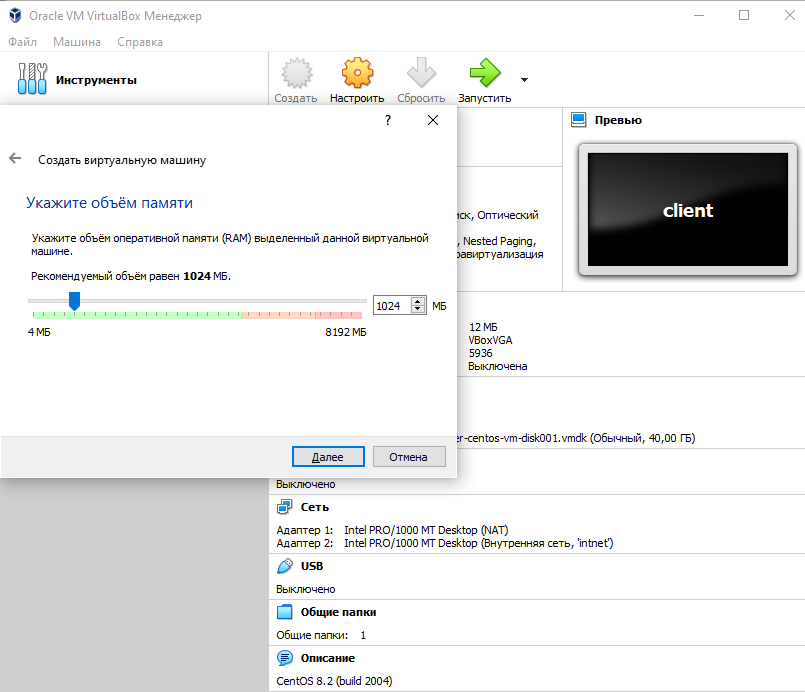 Oracle VM VirtualBox Менеджер
Файл Машина Справка
Инструменты
Создать Настроить Сбросить Запустить
?
Создать виртуальную машину
Укажите объём памяти
Укажите объём оперативной памяти (RAM) выделенный данной виртуальной
машине.
Рекомендуемый объём равен 1024 МБ.
1024 МБ
4 МБ 8192 МБ
Далее Отмена
Превью
client
иск, Оптический
, Nested Paging,
равиртуализация
12 МБ
VBoxVGA
5936
Выключена
er-centos-vm-disk001.vmdk (Обычный, 40,00 ГБ)
Выключено
Сеть
Адаптер 1: Intel PRO/1000 MT Desktop (NAT)
Адаптер 2: Intel PRO/1000 MT Desktop (Внутренняя сеть, 'intnet')
USB
Выключено
Общие папки
Общие папки: 1
Описание
CentOS 8.2 (build 2004)